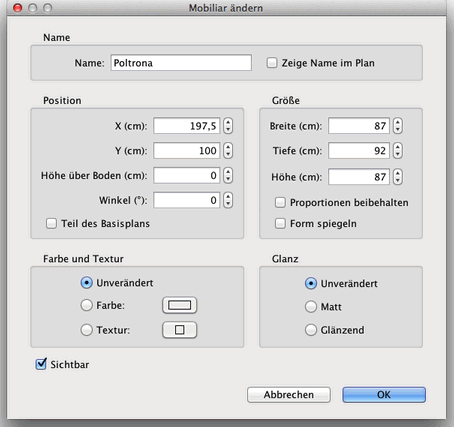 Mobiliar ändern
Name
Name: Poltrona Zeige Name im Plan
Position
X (cm): 197,5
Y (cm): 100
Höhe über Boden (cm): 0
Winkel (°): 0
Teil des Basisplans
Größe
Breite (cm): 87
Tiefe (cm): 92
Höhe (cm): 87
Proportionen beibehalten
Form spiegeln
Farbe und Textur
Unverändert
Farbe:
Textur:
Glanz
Unverändert
Matt
Glänzend
Sichtbar
Abbrechen OK